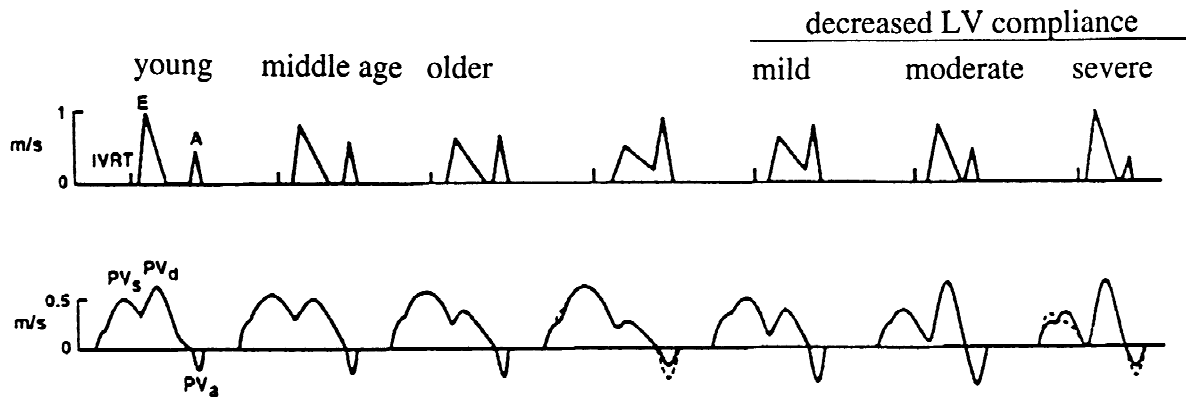 decreased LV compliance
young middle age older mild moderate severe
E
1
A
m/s
IVRT
0
PVs PVd
0.5
m/s
0
PVa